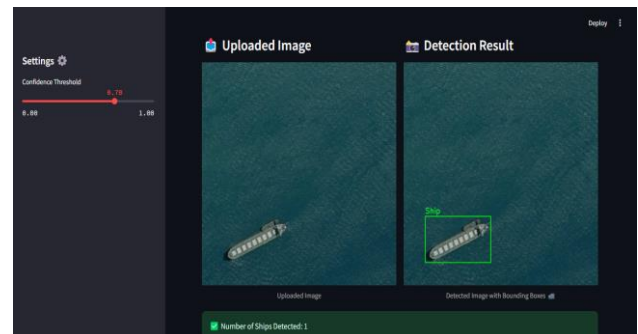 Deploy
Settings
Confidence Threshold
0.70
0.00 1.00
Uploaded Image
Detection Result
Ship
Uploaded Image
Detected Image with Bounding Boxes
Number of Ships Detected: 1